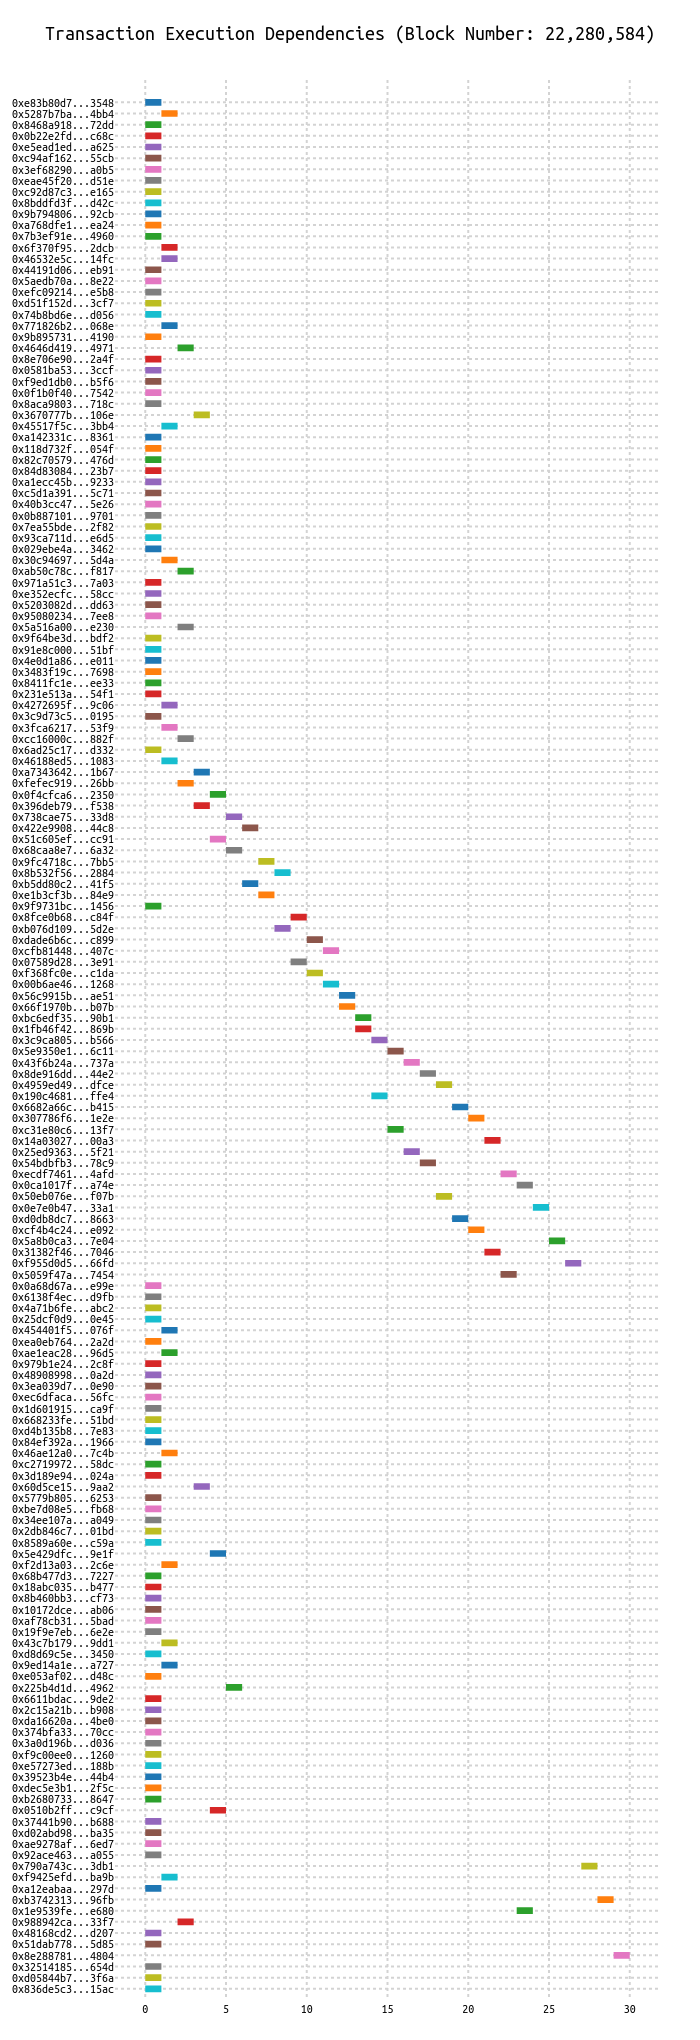 Transaction Execution Dependencies (Block Number: 22,280,584)
0xe83b80d7...3548
0x5287b7ba...4bb4
0x8468a918...72dd
0x0b22e2fd...c68c
0xe5ead1ed...a625
0xc94af162...55cb
0x3ef68290...a0b5
0xeae45f20...d51e
0xc92d87c3...e165
0x8bddfd3f...d42c
0x9b794806...92cb
0xa768dfe1...ea24
0x7b3ef91e...4960
0x6f370f95...2dcb
0x46532e5c...14fc
0x44191d06...eb91
0x5aedb70a...8e22
0xefc09214...e5b8
0xd51f152d...3cf7
0x74b8bd6e...d056
0x771826b2...068e
0x9b895731...4190
0x4646d419...4971
0x8e706e90...2a4f
0x0581ba53...3ccf
0xf9ed1db0...b5f6
0x0f1b0f40...7542
0x8aca9803...718c
0x3670777b...106e
0x45517f5c...3bb4
0xa142331c...8361
0x118d732f...054f
0x82c70579...476d
0x84d83084...23b7
0xa1ecc45b...9233
0xc5d1a391...5c71
0x40b3cc47...5e26
0x0b887101...9701
0x7ea55bde...2f82
0x93ca711d...e6d5
0x029ebe4a...3462
0x30c94697...5d4a
0xab50c78c...f817
0x971a51c3...7a03
0xe352ecfc...58cc
0x5203082d...dd63
0x95080234...7ee8
0x5a516a00...e230
0x9f64be3d...bdf2
0x91e8c000...51bf
0x4e0d1a86...e011
0x3483f19c...7698
0x8411fc1e...ee33
0x231e513a...54f1
0x4272695f...9c06
0x3c9d73c5...0195
0x3fca6217...53f9
0xcc16000c...882f
0x6ad25c17...d332
0x46188ed5...1083
0xa7343642...1b67
0xfefec919...26bb
0x0f4cfca6...2350
0x396deb79...f538
0x738cae75...33d8
0x422e9908...44c8
0x51c605ef...cc91
0x68caa8e7...6a32
0x9fc4718c...7bb5
0x8b532f56...2884
0xb5dd80c2...41f5
0xe1b3cf3b...84e9
0x9f9731bc...1456
0x8fce0b68...c84f
0xb076d109...5d2e
0xdade6b6c...c899
0xcfb81448...407c
0x07589d28...3e91
0xf368fc0e...c1da
0x00b6ae46...1268
0x56c9915b...ae51
0x66f1970b...b07b
0xbc6edf35...90b1
0x1fb46f42...869b
0x3c9ca805...b566
0x5e9350e1...6c11
0x43f6b24a...737a
0x8de916dd...44e2
0x4959ed49...dfce
0x190c4681...ffe4
0x6682a66c...b415
0x307786f6...1e2e
0xc31e80c6...13f7
0x14a03027...00a3
0x25ed9363...5f21
0x54bdbfb3...78c9
0xecdf7461...4afd
0x0ca1017f...a74e
0x50eb076e...f07b
0x0e7e0b47...33a1
0xd0db8dc7...8663
0xcf4b4c24...e092
0x5a8b0ca3...7e04
0x31382f46...7046
0xf955d0d5...66fd
0x5059f47a...7454
0x0a68d67a...e99e
0x6138f4ec...d9fb
0x4a71b6fe...abc2
0x25dcf0d9...0e45
0x454401f5...076f
0xea0eb764...2a2d
0xae1eac28...96d5
0x979b1e24...2c8f
0x48908998...0a2d
0x3ea039d7...0e90
0xec6dfaca...56fc
0x1d601915...ca9f
0x668233fe...51bd
0xd4b135b8...7e83
0x84ef392a...1966
0x46ae12a0...7c4b
0xc2719972...58dc
0x3d189e94...024a
0x60d5ce15...9aa2
0x5779b805...6253
0xbe7d08e5...fb68
0x34ee107a...a049
0x2db846c7...01bd
0x8589a60e...c59a
0x5e429dfc...9e1f
0xf2d13a03...2c6e
0x68b477d3...7227
0x18abc035...b477
0x8b460bb3...cf73
0x10172dce...ab06
0xaf78cb31...5bad
0x19f9e7eb...6e2e
0x43c7b179...9dd1
0xd8d69c5e...3450
0x9ed14a1e...a727
0xe053af02...d48c
0x225b4d1d...4962
0x6611bdac...9de2
0x2c15a21b...b908
0xda16620a...4be0
0x374bfa33...70cc
0x3a0d196b...d036
0xf9c00ee0...1260
0xe57273ed...188b
0x39523b4e...44b4
0xdec5e3b1...2f5c
0xb2680733...8647
0x0510b2ff...c9cf
0x37441b90...b688
0xd02abd98...ba35
0xae9278af...6ed7
0x92ace463...a055
0x790a743c...3db1
0xf9425efd...ba9b
0xa12eabaa...297d
0xb3742313...96fb
0x1e9539fe...e680
0x988942ca...33f7
0x48168cd2...d207
0x51dab778...5d85
0x8e288781...4804
0x32514185...654d
0xd05844b7...3f6a
0x836de5c3...15ac
0 5 10 15 20 25 30